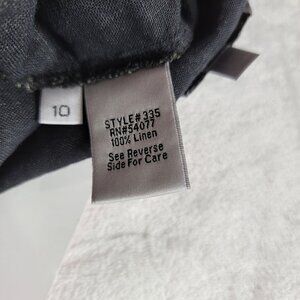 10
STYLE# 335
RN#54077
100% Linen
See Reverse
Side For Care